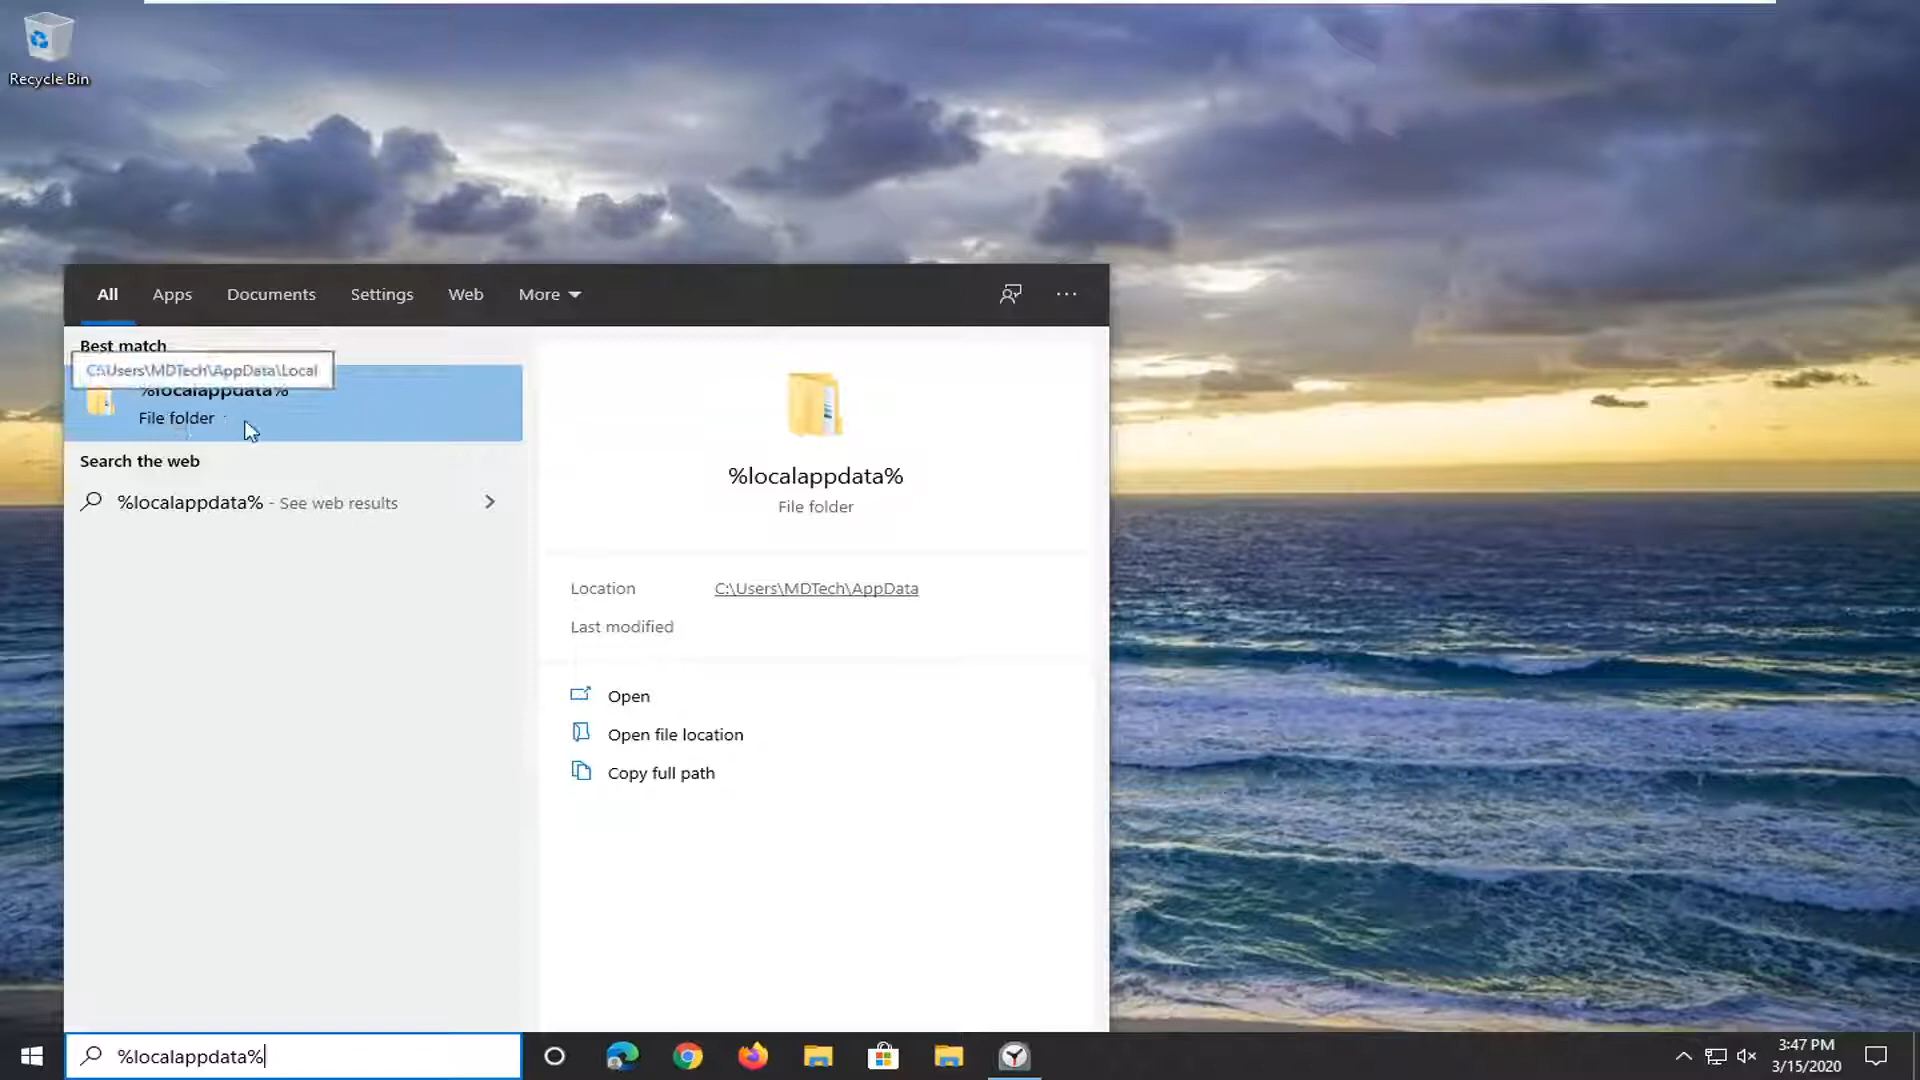 Recycle Bin
All Apps Documents Settings Web More
Best match
C:\Users\MDTech\AppData\Local
%localappdata%
File folder
Search the web
%localappdata% - See web results
%localappdata%
File folder
Location C:\Users\MDTech\AppData
Last modified
Open
Open file location
Copy full path
%localappdata%
3:47 PM
3/15/2020